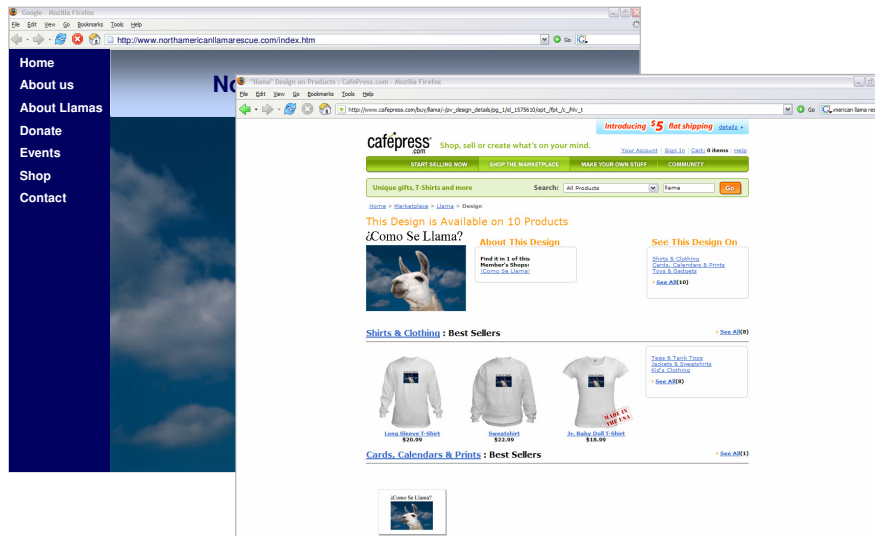 Google - Mozilla Firefox
File Edit View Go Bookmarks Tools Help
http://www.northamericanllamarescue.com/index.htm
Go
Home
About us
About Llamas
Donate
Events
Shop
Contact
No
"llama" Design on Products : CafePress.com - Mozilla Firefox
File Edit View Go Bookmarks Tools Help
Go
merican llama res
Introducing $5 flat shipping details
cafépress.com Shop, sell or create what's on your mind.
Your Account | Sign In | Cart: 0 items | Help
START SELLING NOW SHOP THE MARKETPLACE MAKE YOUR OWN STUFF COMMUNITY
Unique gifts, T-Shirts and more Search: All Products llama Go
Home > Marketplace > Llama > Design
This Design is Available on 10 Products
¿Como Se Llama?
About This Design
Find it in 1 of this
Member's Shops:
!Como Se Llama!
See This Design On
Shirts & Clothing
Cards, Calendars & Prints
Toys & Gadgets
See All(10)
Shirts & Clothing : Best Sellers
See All(8)
Tees & Tank Tops
Jackets & Sweatshirts
Kid's Clothing
See All(8)
MADE IN
THE USA
Long Sleeve T-Shirt
$20.99
Sweatshirt
$22.99
Jr. Baby Doll T-Shirt
$18.99
Cards, Calendars & Prints : Best Sellers
See All(1)
¿Como Se Llama?